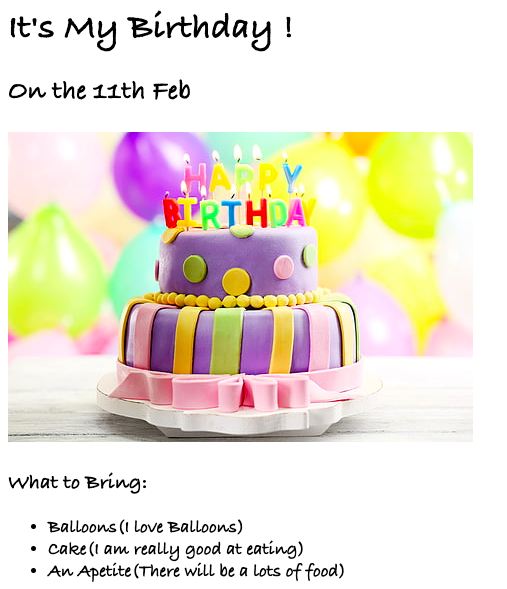 It's My Birthday !
On the 11th Feb
HAPPY
BIRTHDAY
What to Bring:
• Balloons(I love Balloons)
• Cake(I am really good at eating)
• An Apetite(There will be a lots of food)